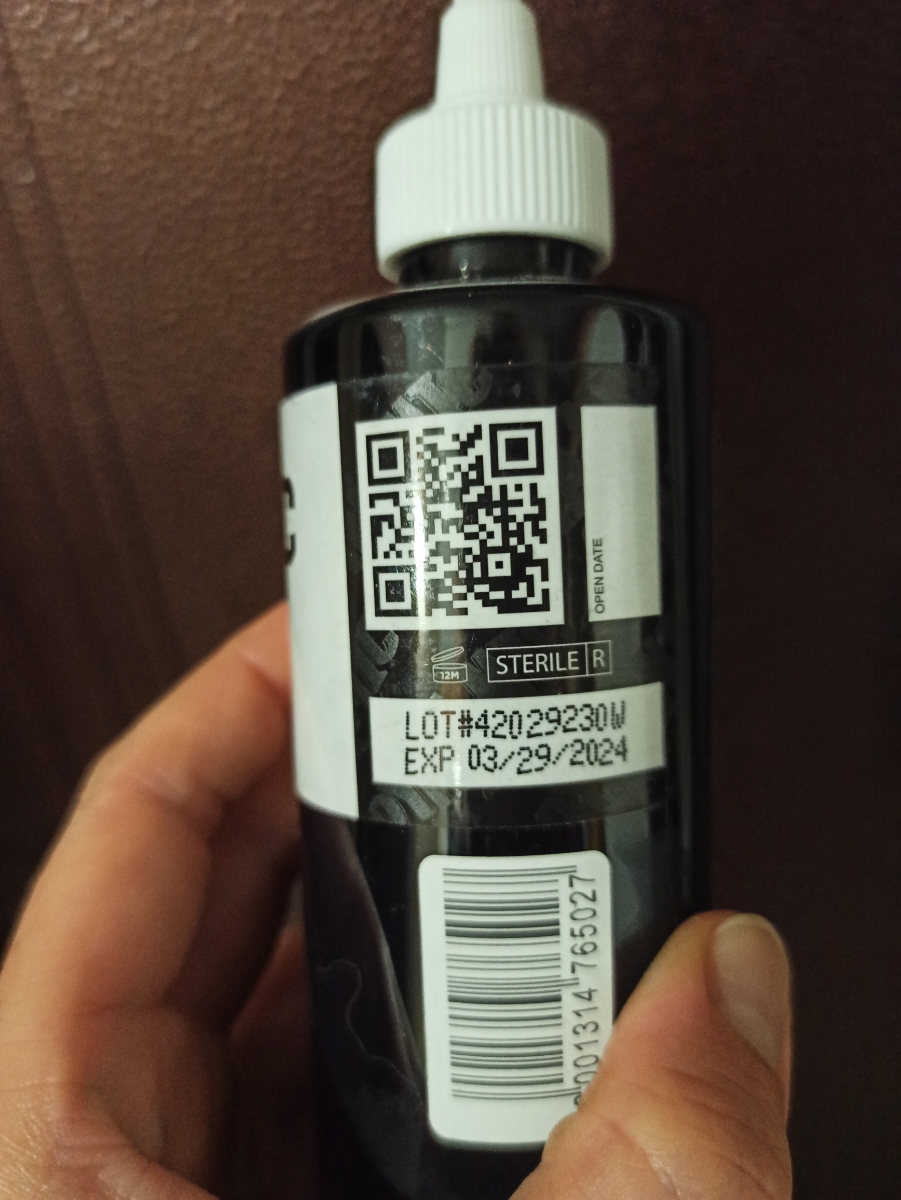 OPEN DATE
12M
STERILE R
LOT#42029230W
EXP 03/29/2024
001314 765027